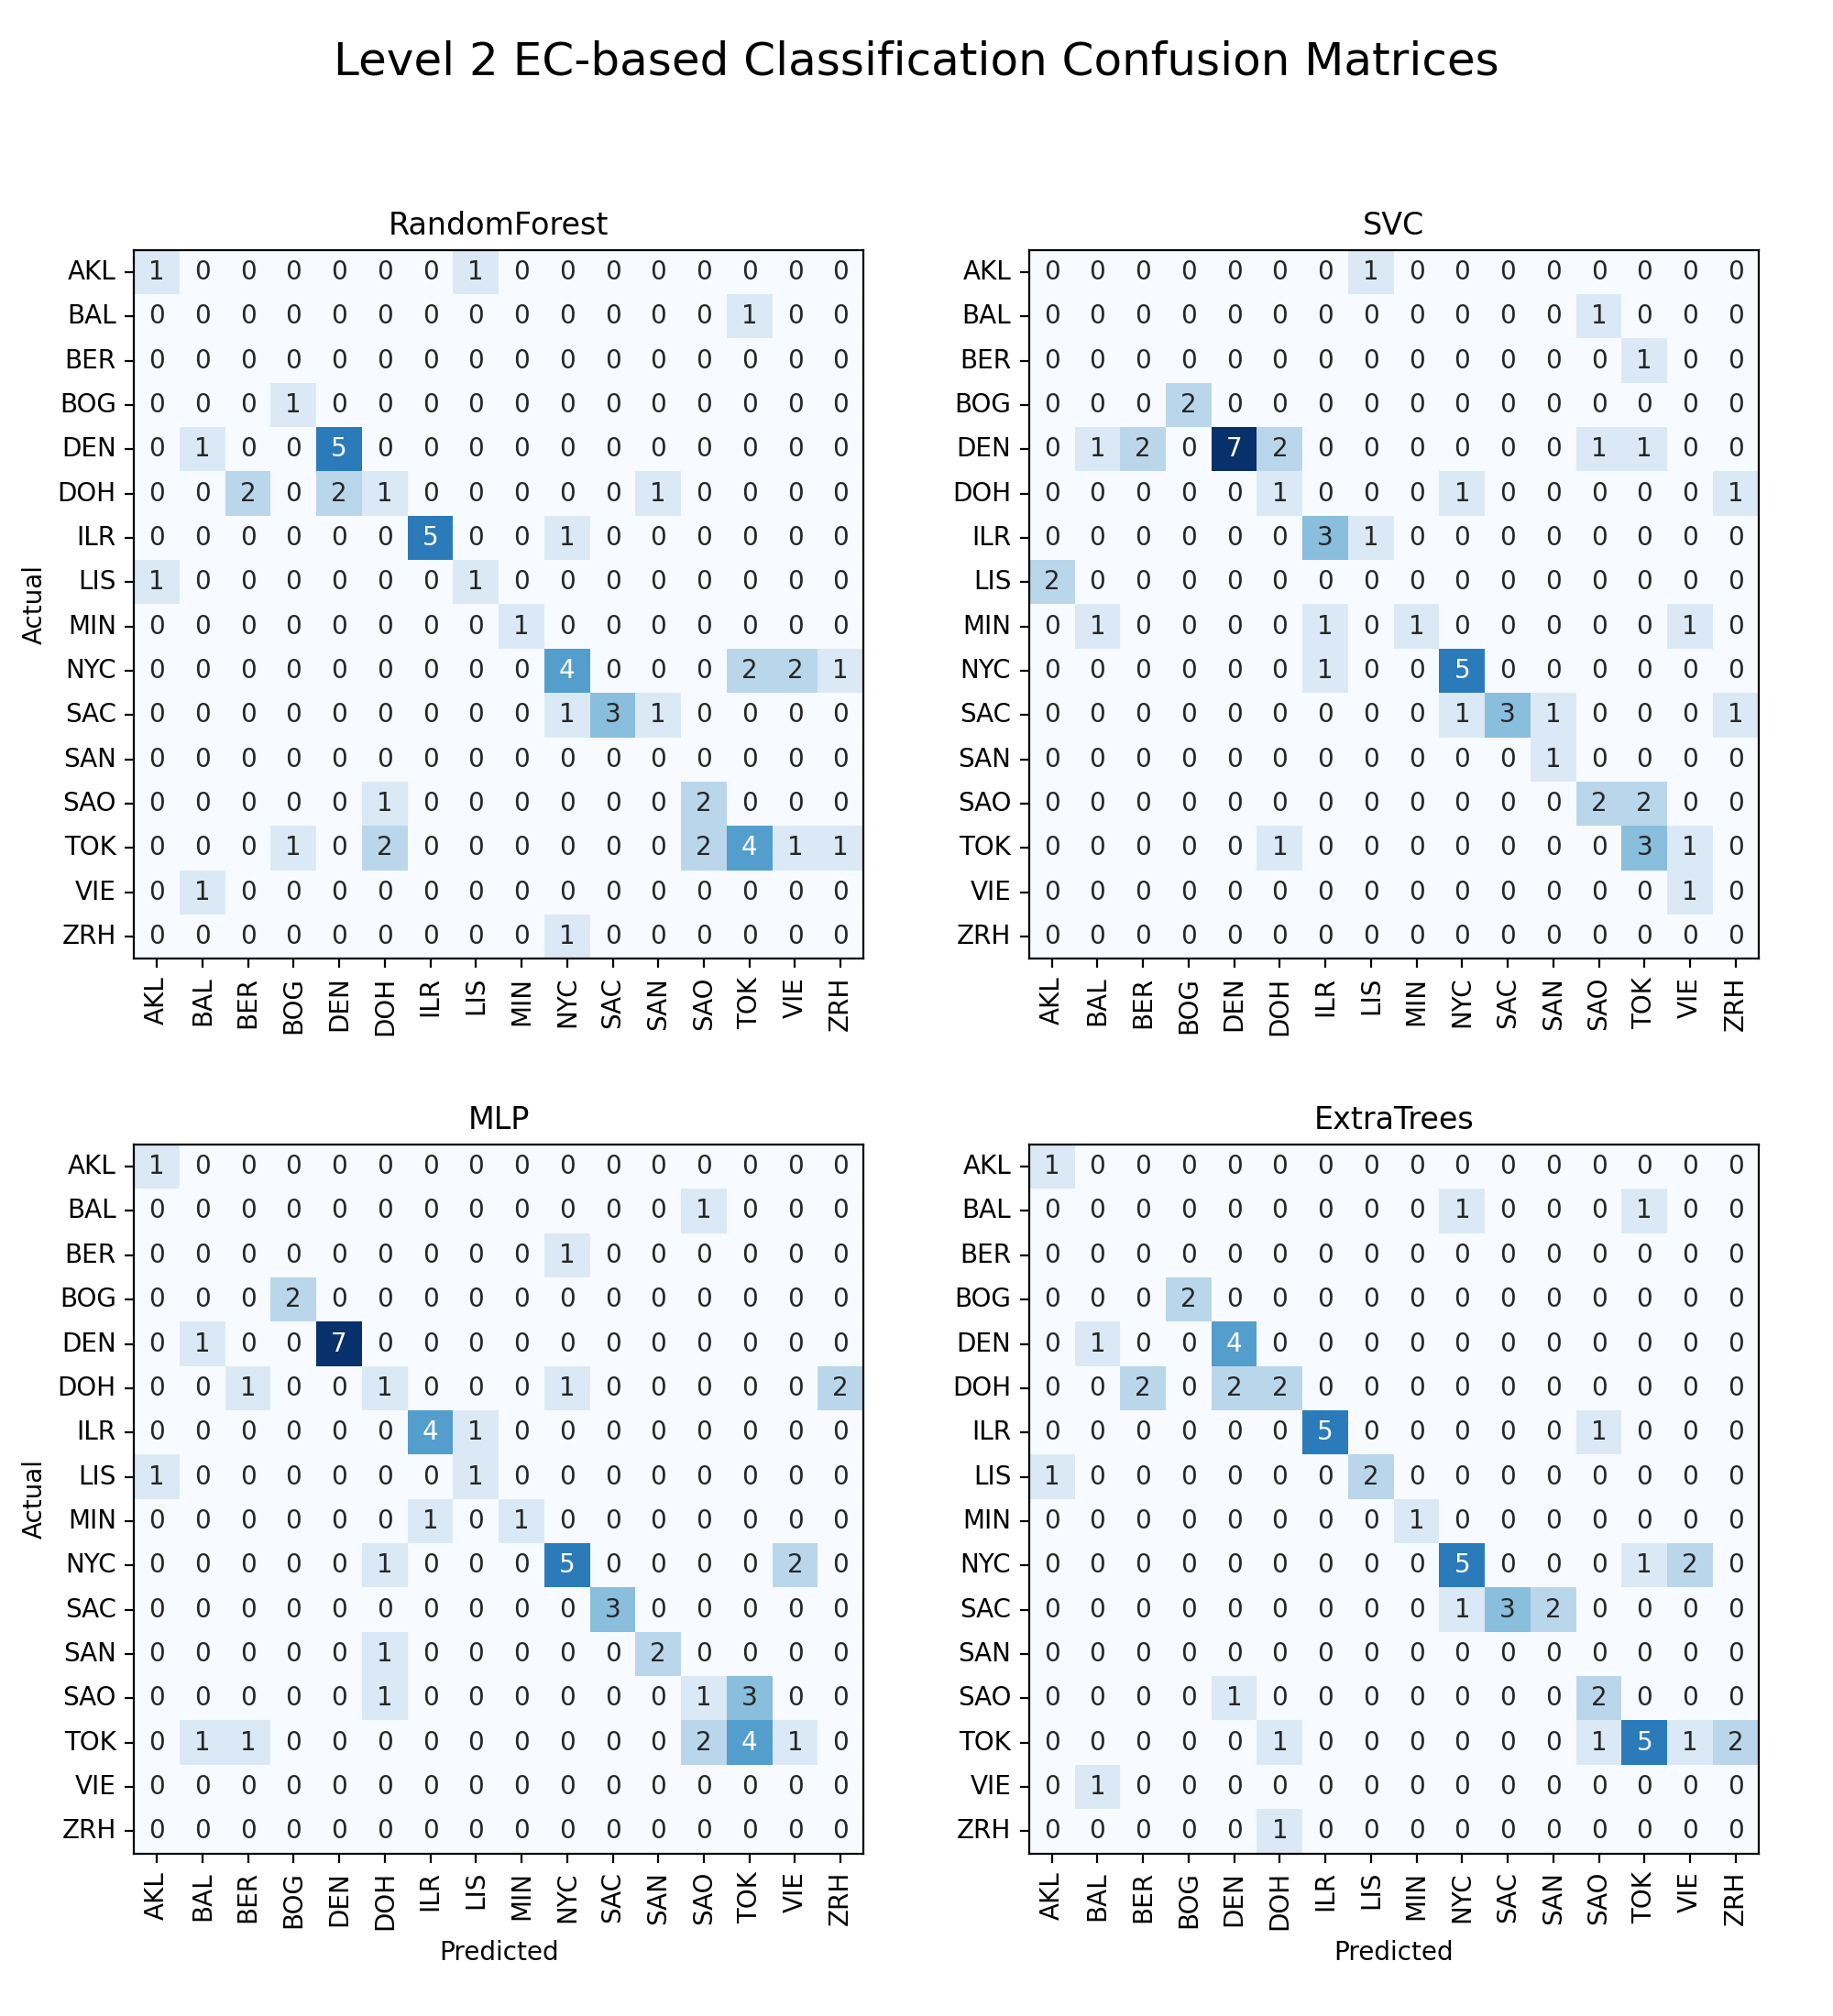 Level 2 EC-based Classification Confusion Matrices
RandomForest
Actual
AKL 1 0 0 0 0 0 0 1 0 0 0 0 0 0 0 0
BAL 0 0 0 0 0 0 0 0 0 0 0 0 0 1 0 0
BER 0 0 0 0 0 0 0 0 0 0 0 0 0 0 0 0
BOG 0 0 0 1 0 0 0 0 0 0 0 0 0 0 0 0
DEN 0 1 0 0 5 0 0 0 0 0 0 0 0 0 0 0
DOH 0 0 2 0 2 1 0 0 0 0 0 1 0 0 0 0
ILR 0 0 0 0 0 0 5 0 0 1 0 0 0 0 0 0
LIS 1 0 0 0 0 0 0 1 0 0 0 0 0 0 0 0
MIN 0 0 0 0 0 0 0 0 1 0 0 0 0 0 0 0
NYC 0 0 0 0 0 0 0 0 0 4 0 0 0 2 2 1
SAC 0 0 0 0 0 0 0 0 0 1 3 1 0 0 0 0
SAN 0 0 0 0 0 0 0 0 0 0 0 0 0 0 0 0
SAO 0 0 0 0 0 1 0 0 0 0 0 0 2 0 0 0
TOK 0 0 0 1 0 2 0 0 0 0 0 0 2 4 1 1
VIE 0 1 0 0 0 0 0 0 0 0 0 0 0 0 0 0
ZRH 0 0 0 0 0 0 0 0 0 1 0 0 0 0 0 0
AKL BAL BER BOG DEN DOH ILR LIS MIN NYC SAC SAN SAO TOK VIE ZRH
SVC
AKL 0 0 0 0 0 0 0 1 0 0 0 0 0 0 0 0
BAL 0 0 0 0 0 0 0 0 0 0 0 0 1 0 0 0
BER 0 0 0 0 0 0 0 0 0 0 0 0 0 1 0 0
BOG 0 0 0 2 0 0 0 0 0 0 0 0 0 0 0 0
DEN 0 1 2 0 7 2 0 0 0 0 0 0 1 1 0 0
DOH 0 0 0 0 0 1 0 0 0 1 0 0 0 0 0 1
ILR 0 0 0 0 0 0 3 1 0 0 0 0 0 0 0 0
LIS 2 0 0 0 0 0 0 0 0 0 0 0 0 0 0 0
MIN 0 1 0 0 0 0 1 0 1 0 0 0 0 0 1 0
NYC 0 0 0 0 0 0 1 0 0 5 0 0 0 0 0 0
SAC 0 0 0 0 0 0 0 0 0 1 3 1 0 0 0 1
SAN 0 0 0 0 0 0 0 0 0 0 0 1 0 0 0 0
SAO 0 0 0 0 0 0 0 0 0 0 0 0 2 2 0 0
TOK 0 0 0 0 0 1 0 0 0 0 0 0 0 3 1 0
VIE 0 0 0 0 0 0 0 0 0 0 0 0 0 0 1 0
ZRH 0 0 0 0 0 0 0 0 0 0 0 0 0 0 0 0
AKL BAL BER BOG DEN DOH ILR LIS MIN NYC SAC SAN SAO TOK VIE ZRH
MLP
Actual
AKL 1 0 0 0 0 0 0 0 0 0 0 0 0 0 0 0
BAL 0 0 0 0 0 0 0 0 0 0 0 0 1 0 0 0
BER 0 0 0 0 0 0 0 0 0 1 0 0 0 0 0 0
BOG 0 0 0 2 0 0 0 0 0 0 0 0 0 0 0 0
DEN 0 1 0 0 7 0 0 0 0 0 0 0 0 0 0 0
DOH 0 0 1 0 0 1 0 0 0 1 0 0 0 0 0 2
ILR 0 0 0 0 0 0 4 1 0 0 0 0 0 0 0 0
LIS 1 0 0 0 0 0 0 1 0 0 0 0 0 0 0 0
MIN 0 0 0 0 0 0 1 0 1 0 0 0 0 0 0 0
NYC 0 0 0 0 0 1 0 0 0 5 0 0 0 0 2 0
SAC 0 0 0 0 0 0 0 0 0 0 3 0 0 0 0 0
SAN 0 0 0 0 0 1 0 0 0 0 0 2 0 0 0 0
SAO 0 0 0 0 0 1 0 0 0 0 0 0 1 3 0 0
TOK 0 1 1 0 0 0 0 0 0 0 0 0 2 4 1 0
VIE 0 0 0 0 0 0 0 0 0 0 0 0 0 0 0 0
ZRH 0 0 0 0 0 0 0 0 0 0 0 0 0 0 0 0
AKL BAL BER BOG DEN DOH ILR LIS MIN NYC SAC SAN SAO TOK VIE ZRH
Predicted
ExtraTrees
AKL 1 0 0 0 0 0 0 0 0 0 0 0 0 0 0 0
BAL 0 0 0 0 0 0 0 0 0 1 0 0 0 1 0 0
BER 0 0 0 0 0 0 0 0 0 0 0 0 0 0 0 0
BOG 0 0 0 2 0 0 0 0 0 0 0 0 0 0 0 0
DEN 0 1 0 0 4 0 0 0 0 0 0 0 0 0 0 0
DOH 0 0 2 0 2 2 0 0 0 0 0 0 0 0 0 0
ILR 0 0 0 0 0 0 5 0 0 0 0 0 1 0 0 0
LIS 1 0 0 0 0 0 0 2 0 0 0 0 0 0 0 0
MIN 0 0 0 0 0 0 0 0 1 0 0 0 0 0 0 0
NYC 0 0 0 0 0 0 0 0 0 5 0 0 0 1 2 0
SAC 0 0 0 0 0 0 0 0 0 1 3 2 0 0 0 0
SAN 0 0 0 0 0 0 0 0 0 0 0 0 0 0 0 0
SAO 0 0 0 0 1 0 0 0 0 0 0 0 2 0 0 0
TOK 0 0 0 0 0 1 0 0 0 0 0 0 1 5 1 2
VIE 0 1 0 0 0 0 0 0 0 0 0 0 0 0 0 0
ZRH 0 0 0 0 0 1 0 0 0 0 0 0 0 0 0 0
AKL BAL BER BOG DEN DOH ILR LIS MIN NYC SAC SAN SAO TOK VIE ZRH
Predicted